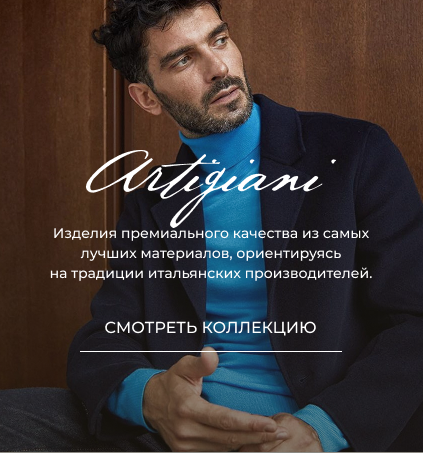 Artigiani
Изделия премиального качества из самых
лучших материалов, ориентируясь
на традиции итальянских производителей.
СМОТРЕТЬ КОЛЛЕКЦИЮ